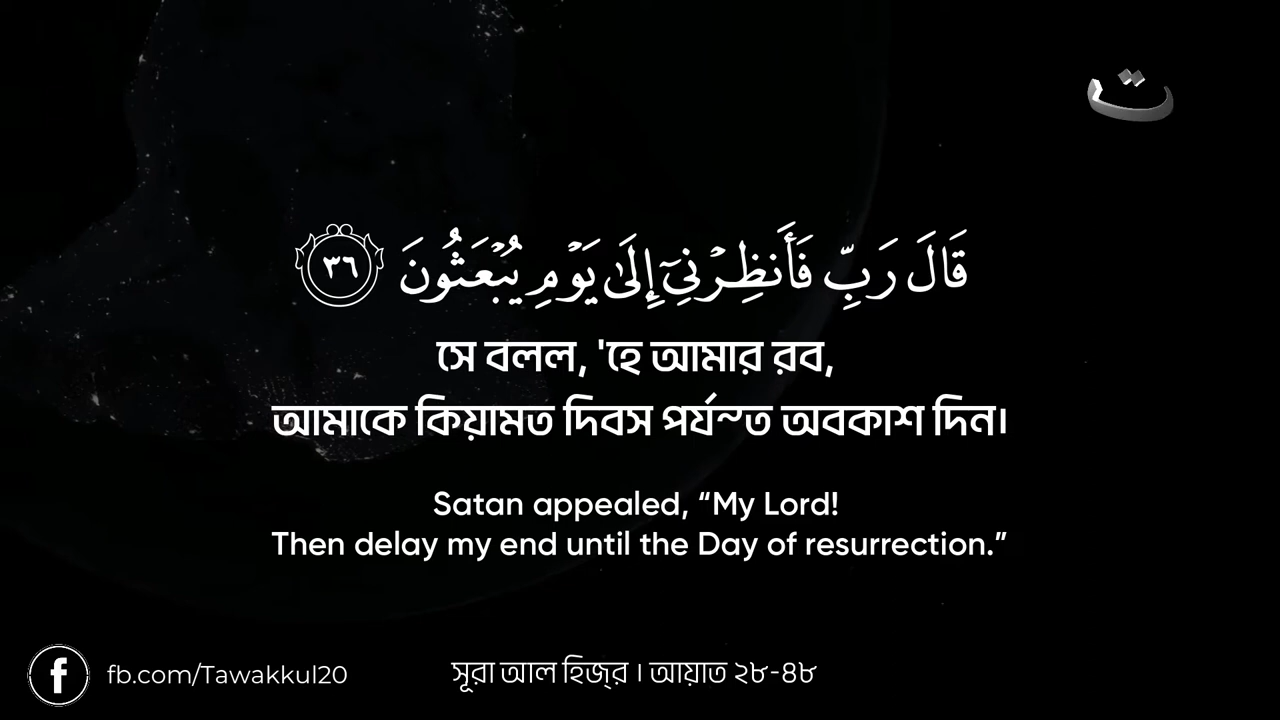 ت
قَالَ رَبِّ فَأَنظِرْنِىٓ إِلَىٰ يَوْمِ يُبْعَثُونَ ٣٦
সে বলল, 'হে আমার রব,
আমাকে কিয়ামত দিবস পর্য~ত অবকাশ দিন।
Satan appealed, “My Lord!
Then delay my end until the Day of resurrection.”
f fb.com/Tawakkul20
সূরা আল হিজ্‌র । আয়াত ২৮-৪৮